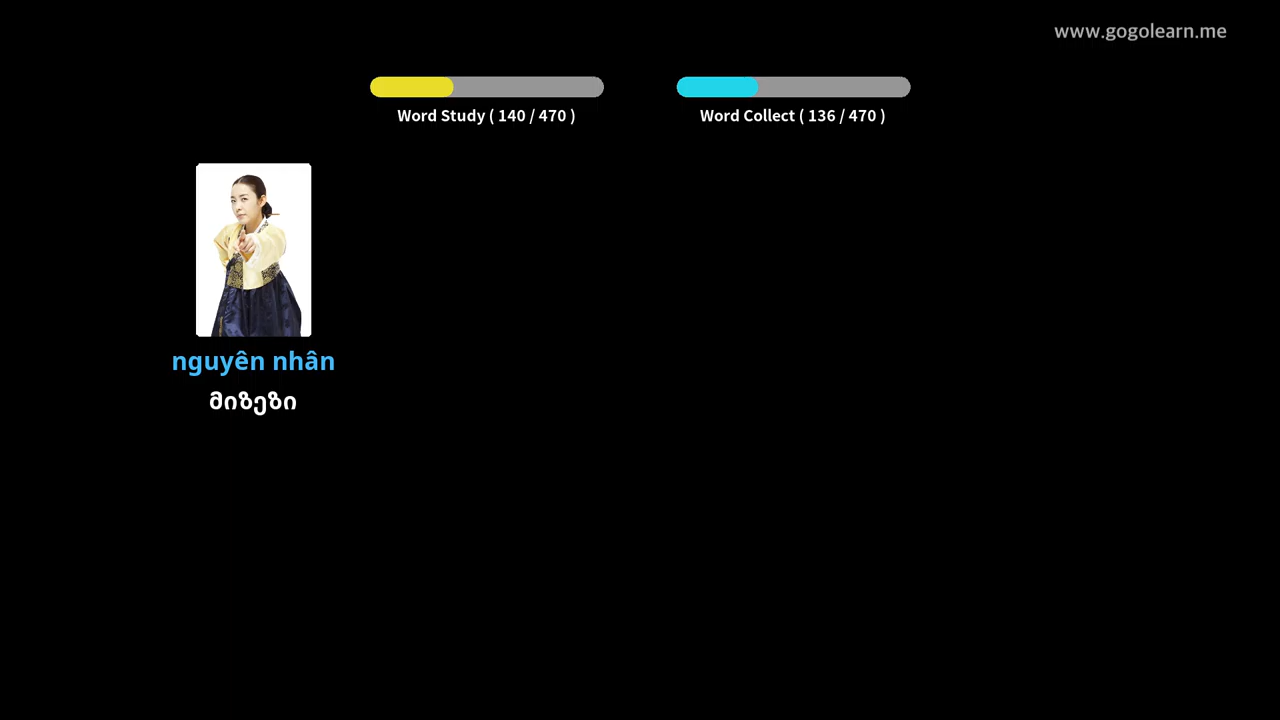 www.gogolearn.me
Word Study ( 140 / 470 )
Word Collect ( 136 / 470 )
nguyên nhân
მიზეზი